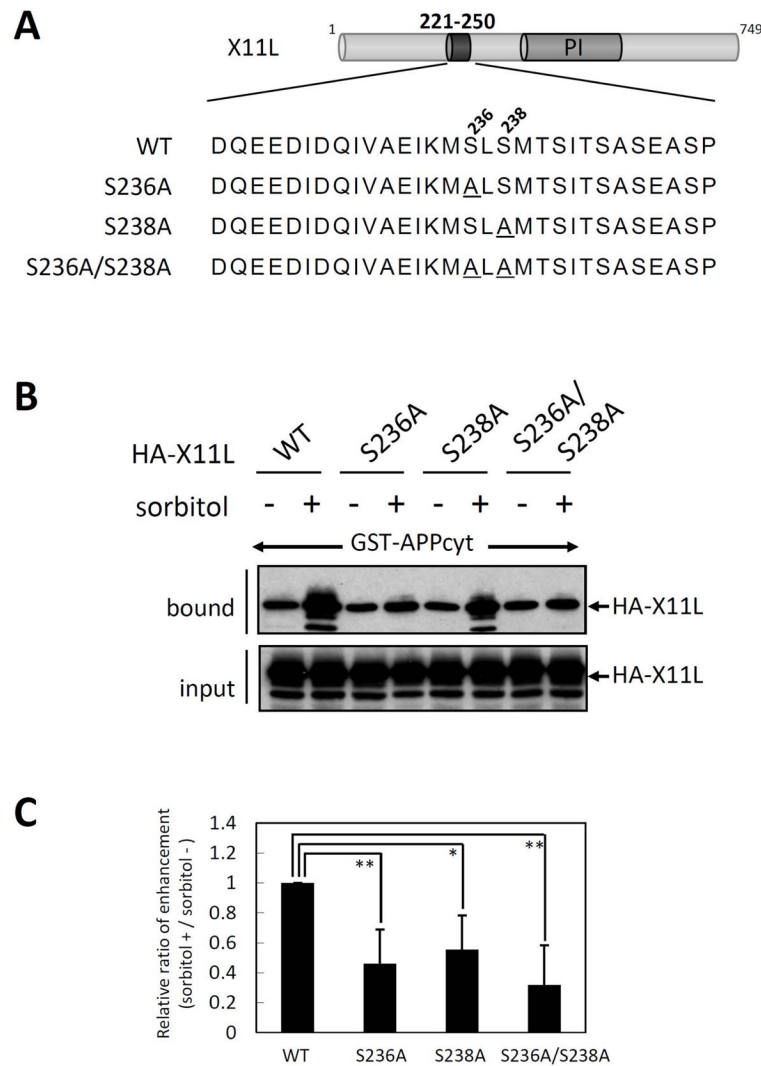 A
1 221-250 749
X11L PI
236 238
WT DQEEDIDQIVAEIKMSLSMTSITSASEASP
S236A DQEEDIDQIVAEIKMALSMTSITSASEASP
S238A DQEEDIDQIVAEIKMSLAMTSITSASEASP
S236A/S238A DQEEDIDQIVAEIKMALAMTSITSASEASP
B
HA-X11L WT S236A S238A S236A/S238A
sorbitol - + - + - + - +
GST-APPcyt
bound HA-X11L
input HA-X11L
C
Relative ratio of enhancement
(sorbitol + / sorbitol - )
1.4
1.2
1
0.8
0.6
0.4
0.2
0
** * **
WT S236A S238A S236A/S238A